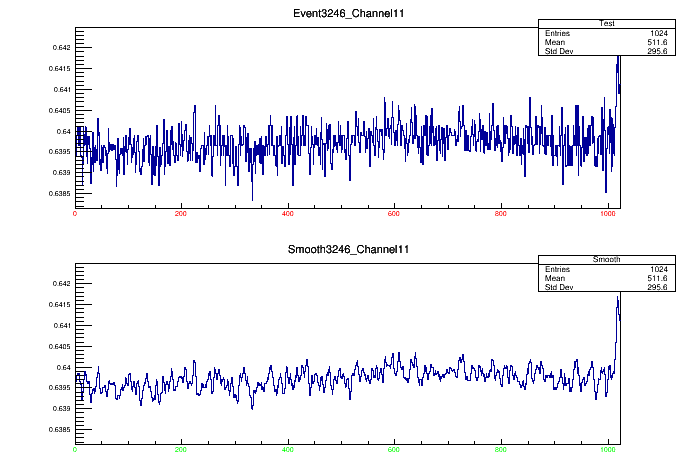 Event3246_Channel11
Test
Entries 1024
Mean 511.6
Std Dev 295.6
0.642
0.6415
0.641
0.6405
0.64
0.6395
0.639
0.6385
0 200 400 600 800 1000
Smooth3246_Channel11
Smooth
Entries 1024
Mean 511.6
Std Dev 295.6
0.642
0.6415
0.641
0.6405
0.64
0.6395
0.639
0.6385
0 200 400 600 800 1000